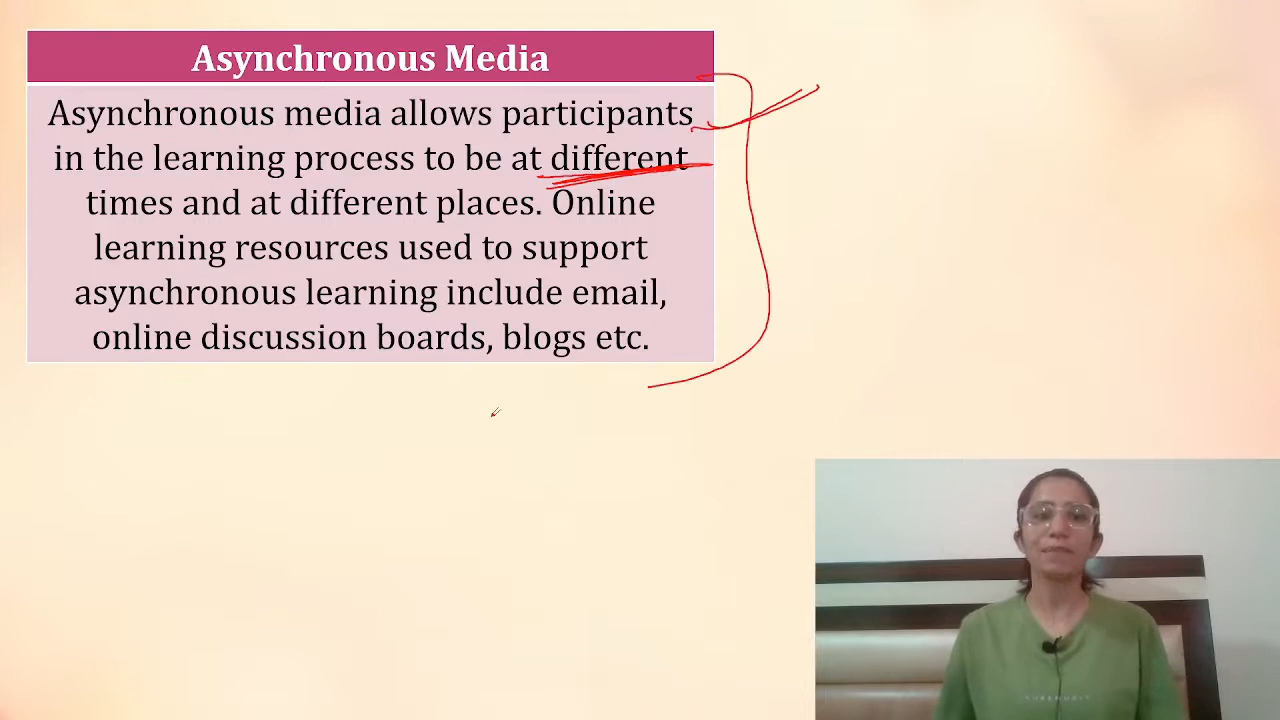 Asynchronous Media
Asynchronous media allows participants
in the learning process to be at different
times and at different places. Online
learning resources used to support
asynchronous learning include email,
online discussion boards, blogs etc.